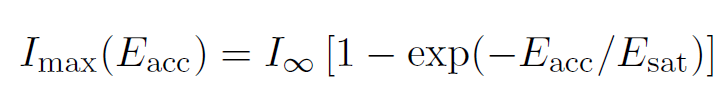 I_max(E_acc) = I_∞ [1 − exp(−E_acc/E_sat)]